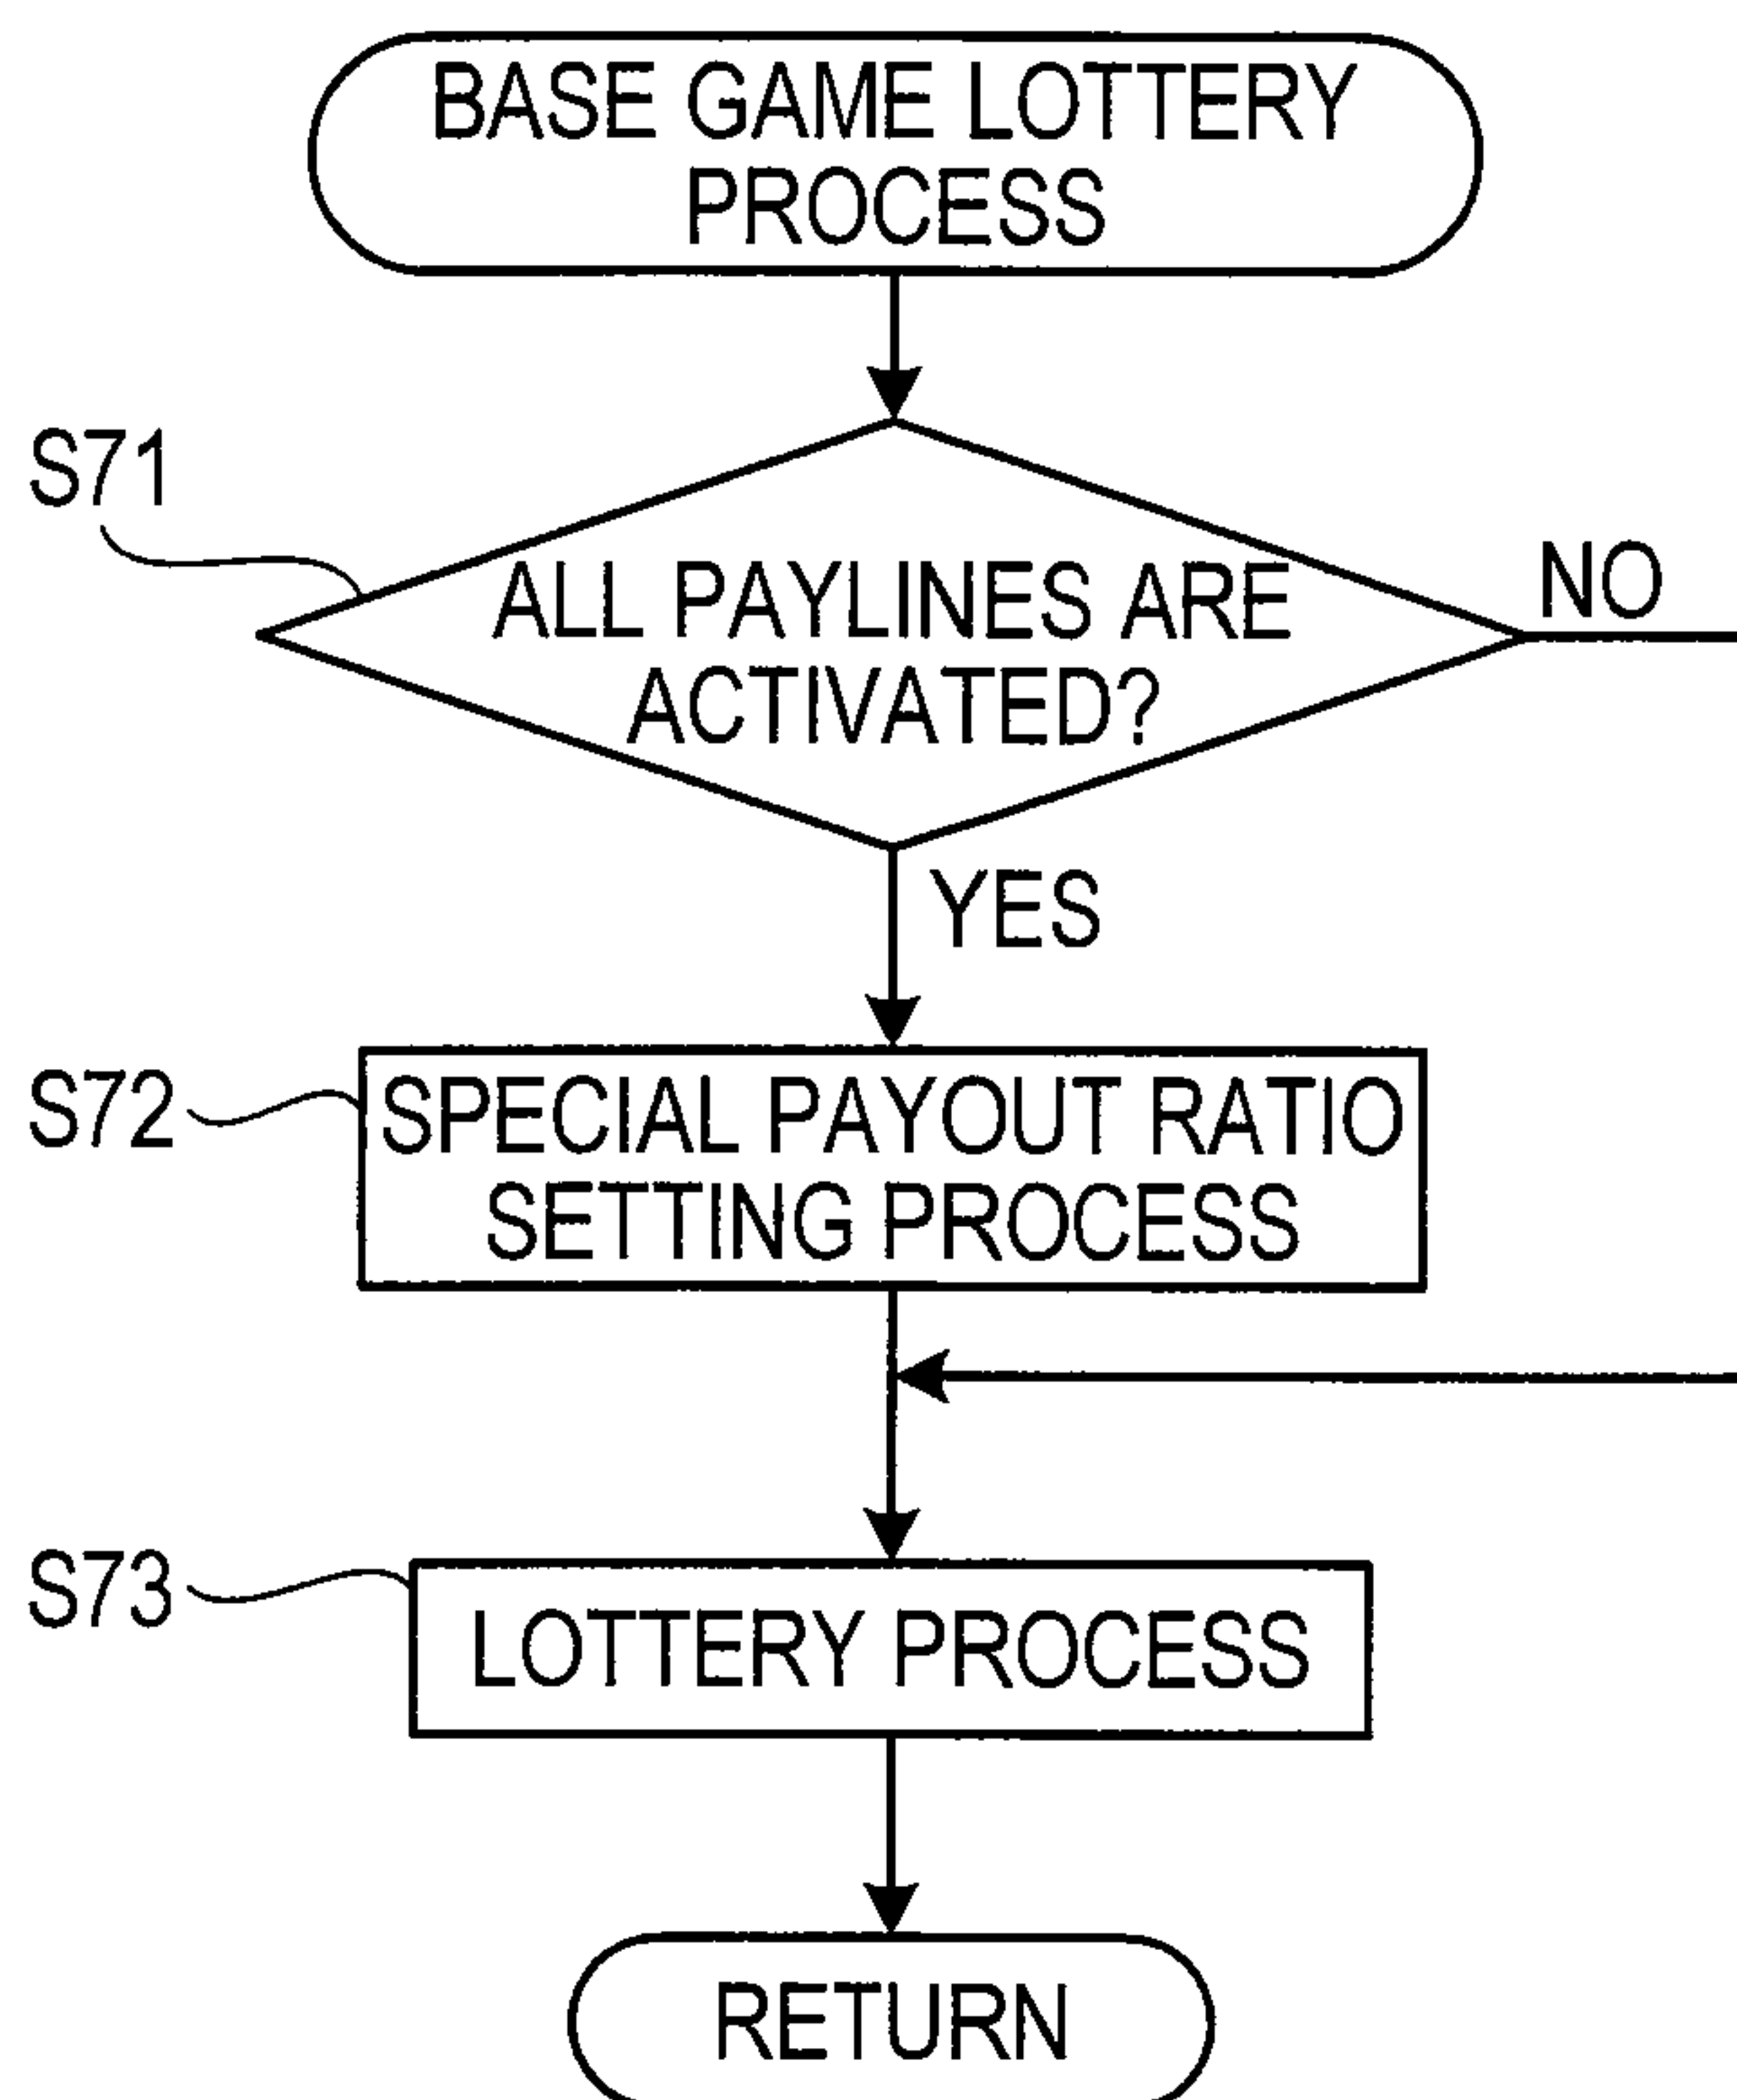 BASE GAME LOTTERY
PROCESS
S71
ALL PAYLINES ARE
ACTIVATED?
NO
YES
S72
SPECIAL PAYOUT RATIO
SETTING PROCESS
S73
LOTTERY PROCESS
RETURN